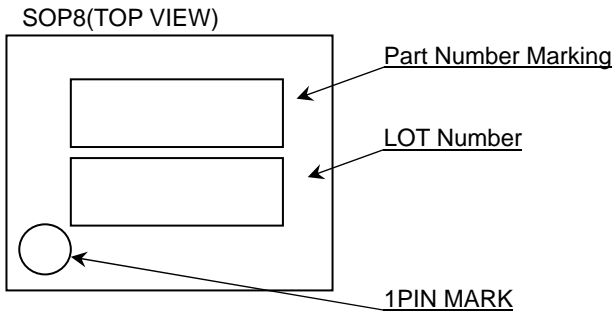 SOP8(TOP VIEW)
Part Number Marking
LOT Number
1PIN MARK